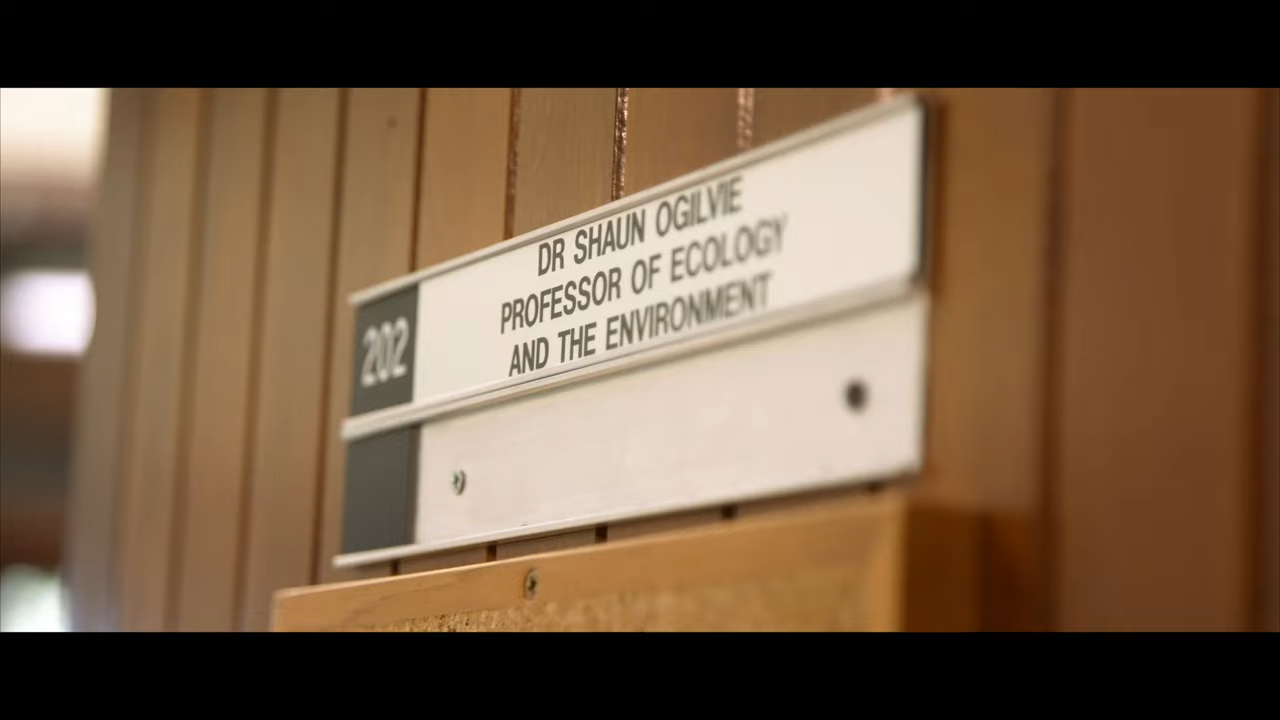 202
DR SHAUN OGILVIE
PROFESSOR OF ECOLOGY
AND THE ENVIRONMENT